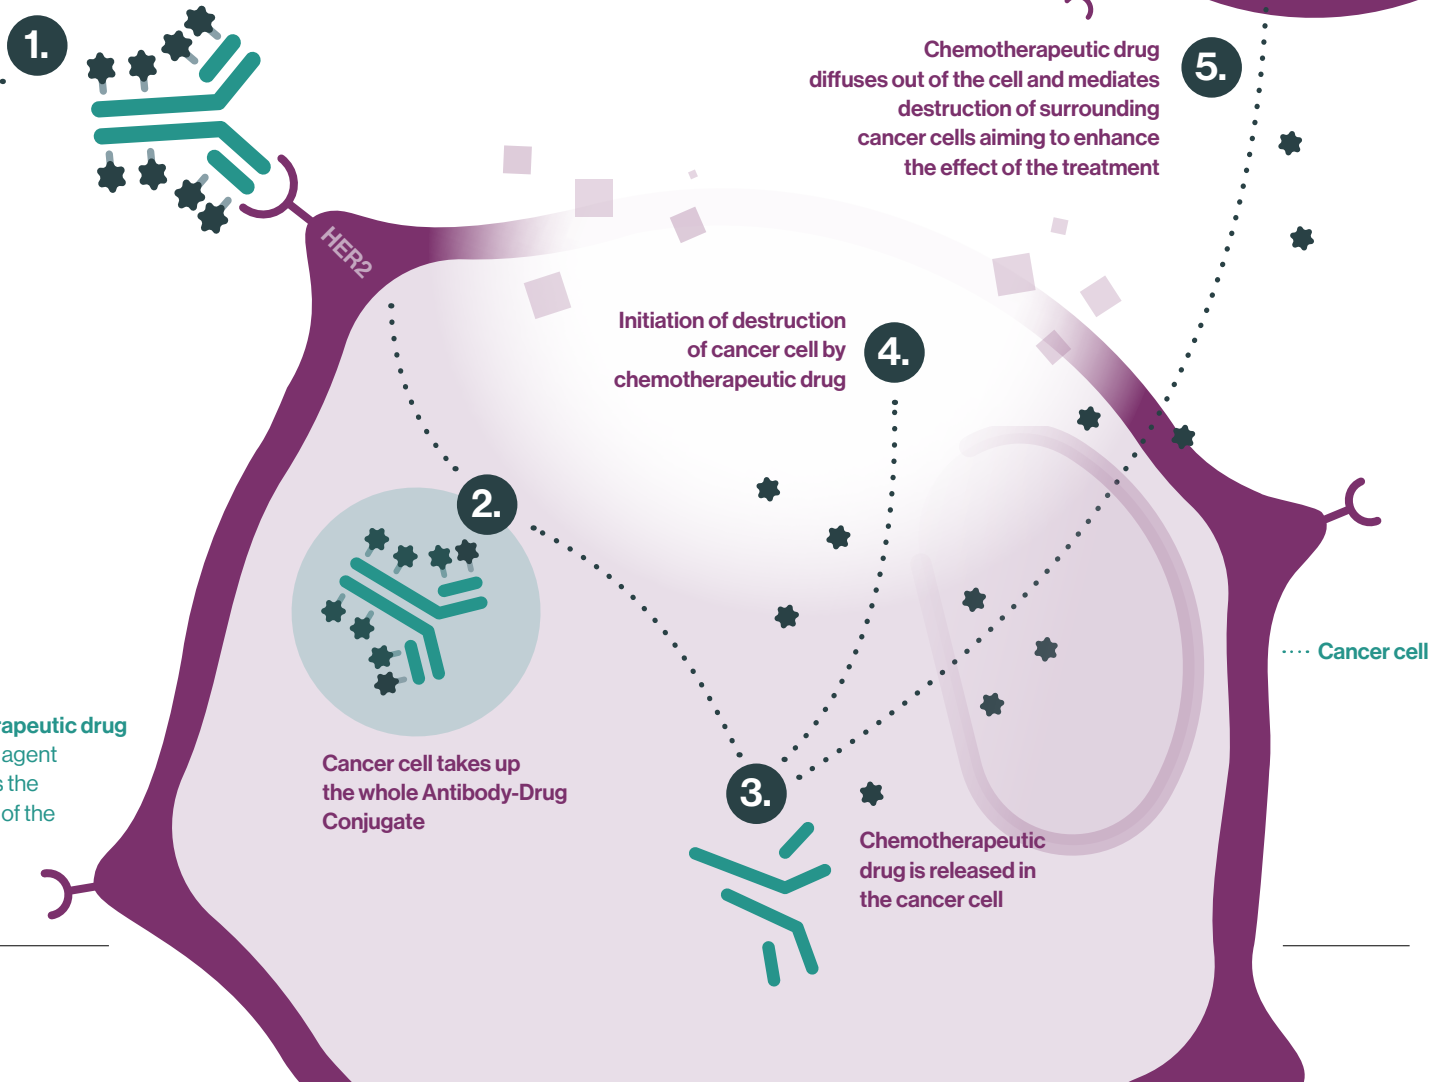 1.
HER2
5.
Chemotherapeutic drug
diffuses out of the cell and mediates
destruction of surrounding
cancer cells aiming to enhance
the effect of the treatment
4.
Initiation of destruction
of cancer cell by
chemotherapeutic drug
2.
Cancer cell takes up
the whole Antibody-Drug
Conjugate
3.
Chemotherapeutic
drug is released in
the cancer cell
Cancer cell
drug
agent
the
of the